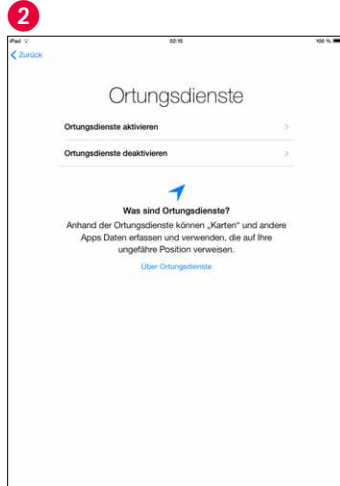 2
iPad 02:15 100 %
Zurück
Ortungsdienste
Ortungsdienste aktivieren
Ortungsdienste deaktivieren
Was sind Ortungsdienste?
Anhand der Ortungsdienste können „Karten“ und andere
Apps Daten erfassen und verwenden, die auf Ihre
ungefähre Position verweisen.
Über Ortungsdienste